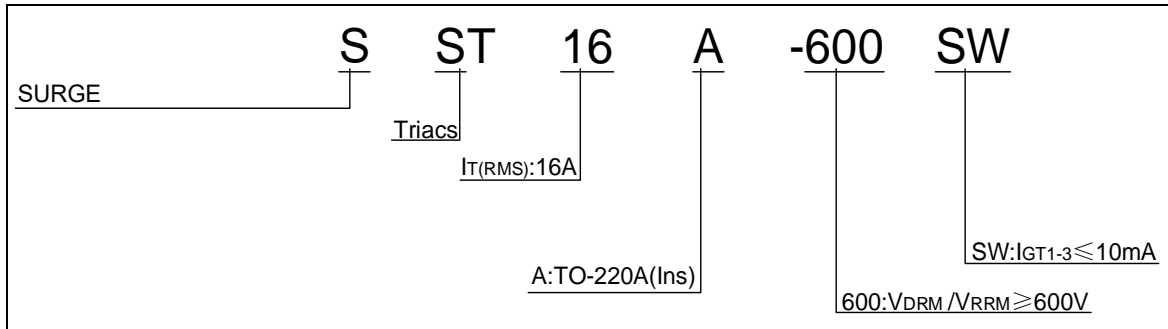 S ST 16 A -600 SW
SURGE
Triacs
IT(RMS):16A
SW:IGT1-3≤10mA
A:TO-220A(Ins)
600:VDRM /VRRM≥600V